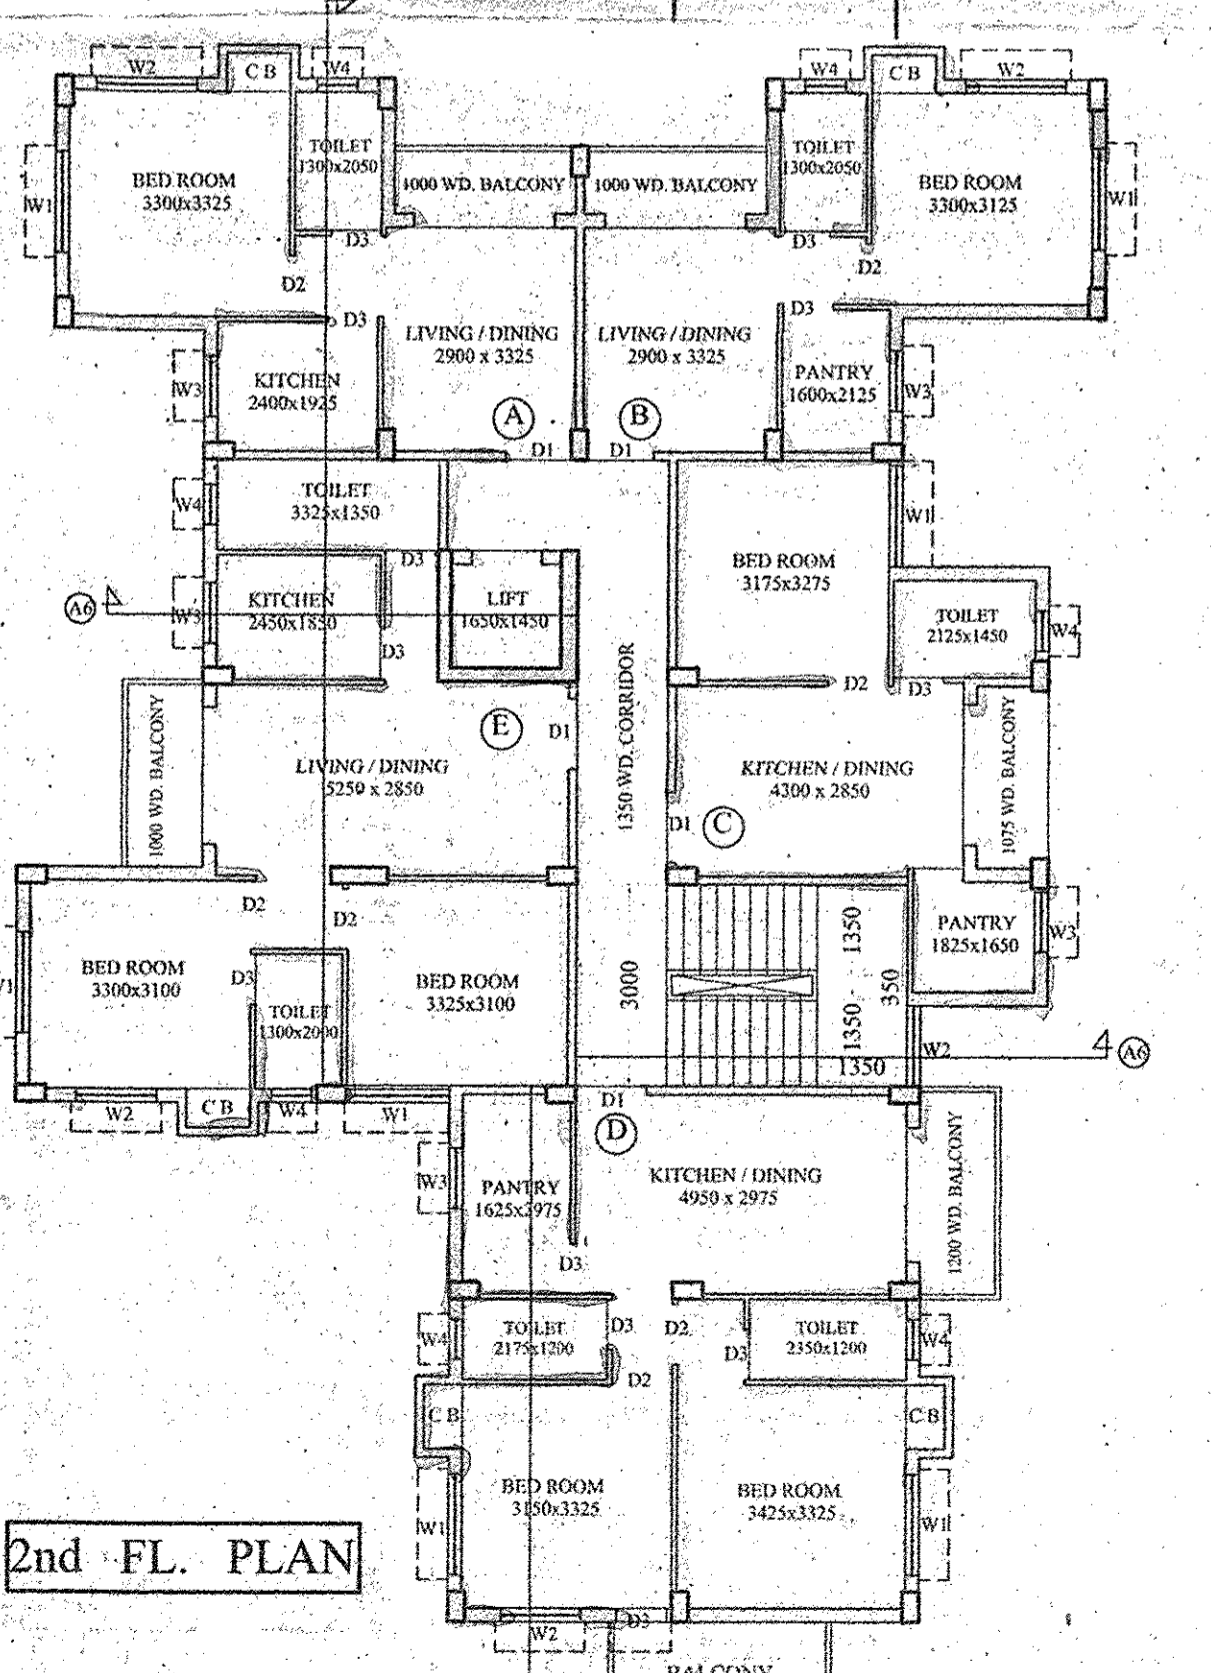 W2
C B
W4
W4
C B
W2
TOILET
1300x2050
TOILET
1300x2050
BED ROOM
3300x3325
1000 WD. BALCONY
1000 WD. BALCONY
BED ROOM
3300x3125
W1
W1
D3
D3
D2
D2
D3
D3
LIVING / DINING
2900 x 3325
LIVING / DINING
2900 x 3325
KITCHEN
2400x1925
PANTRY
1600x2125
W3
W3
A
B
D1
D1
TOILET
3325x1350
W4
W1
BED ROOM
3175x3275
D3
KITCHEN
2450x1850
LIFT
1650x1450
A6
W3
TOILET
2125x1450
W4
D3
1350 WD. CORRIDOR
D2
D3
1000 WD. BALCONY
E
D1
LIVING / DINING
5250 x 2850
KITCHEN / DINING
4300 x 2850
1075 WD. BALCONY
D1
C
D2
D2
1350
PANTRY
1825x1650
W3
BED ROOM
3300x3100
D3
BED ROOM
3325x3100
3000
350
TOILET
1300x2000
1350
W2
A6
1350
W2
C B
W4
W1
D1
D
1200 WD. BALCONY
W3
PANTRY
1625x2975
KITCHEN / DINING
4950 x 2975
D3
W4
TOILET
2175x1200
D3
D2
TOILET
2350x1200
W4
D3
D2
C B
C B
BED ROOM
3150x3325
BED ROOM
3425x3325
W1
W1
2nd FL. PLAN
W2
D3
BALCONY